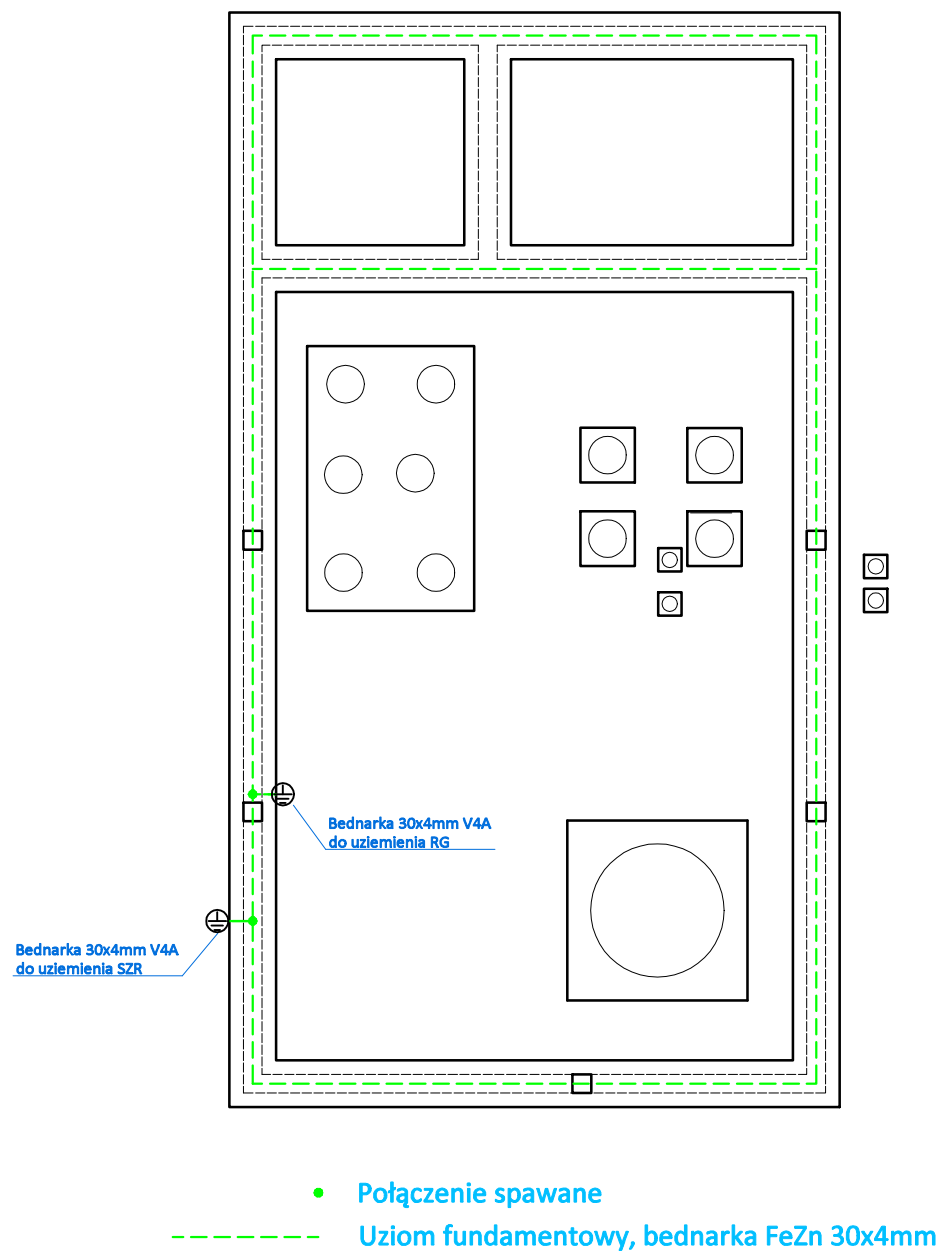 Bednarka 30x4mm V4A
do uziemienia RG
Bednarka 30x4mm V4A
do uziemienia SZR
Połączenie spawane
Uziom fundamentowy, bednarka FeZn 30x4mm